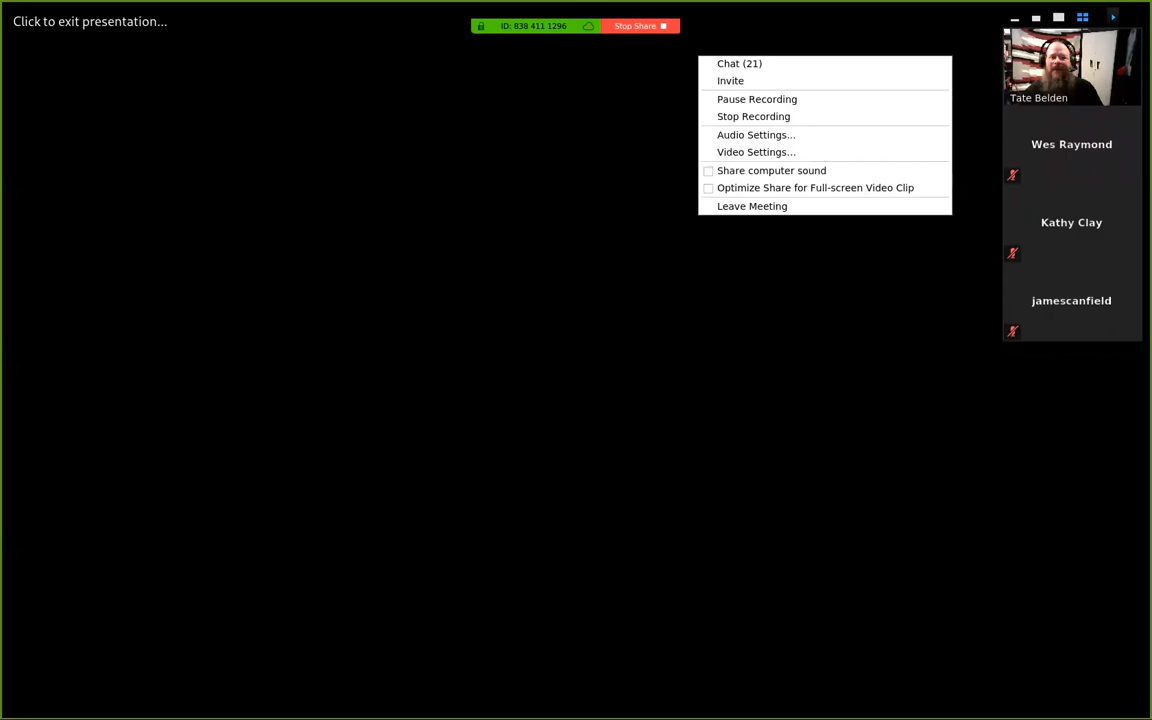 Click to exit presentation...
ID: 838 411 1296
Stop Share
Chat (21)
Invite
Pause Recording
Stop Recording
Audio Settings...
Video Settings...
Share computer sound
Optimize Share for Full-screen Video Clip
Leave Meeting
Tate Belden
Wes Raymond
Kathy Clay
jamescanfield